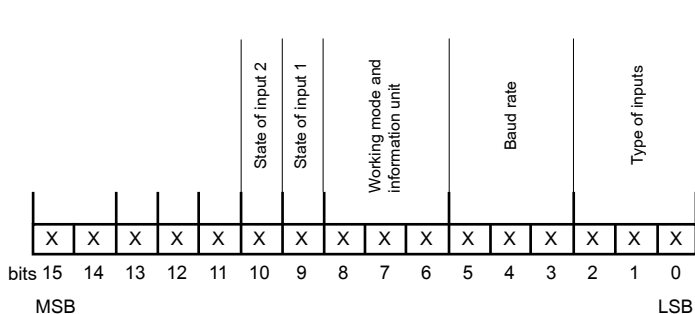 State of input 2
State of input 1
Working mode and
information unit
Baud rate
Type of inputs
X X X X X X X X X X X X X X X X
bits 15 14 13 12 11 10 9 8 7 6 5 4 3 2 1 0
MSB LSB